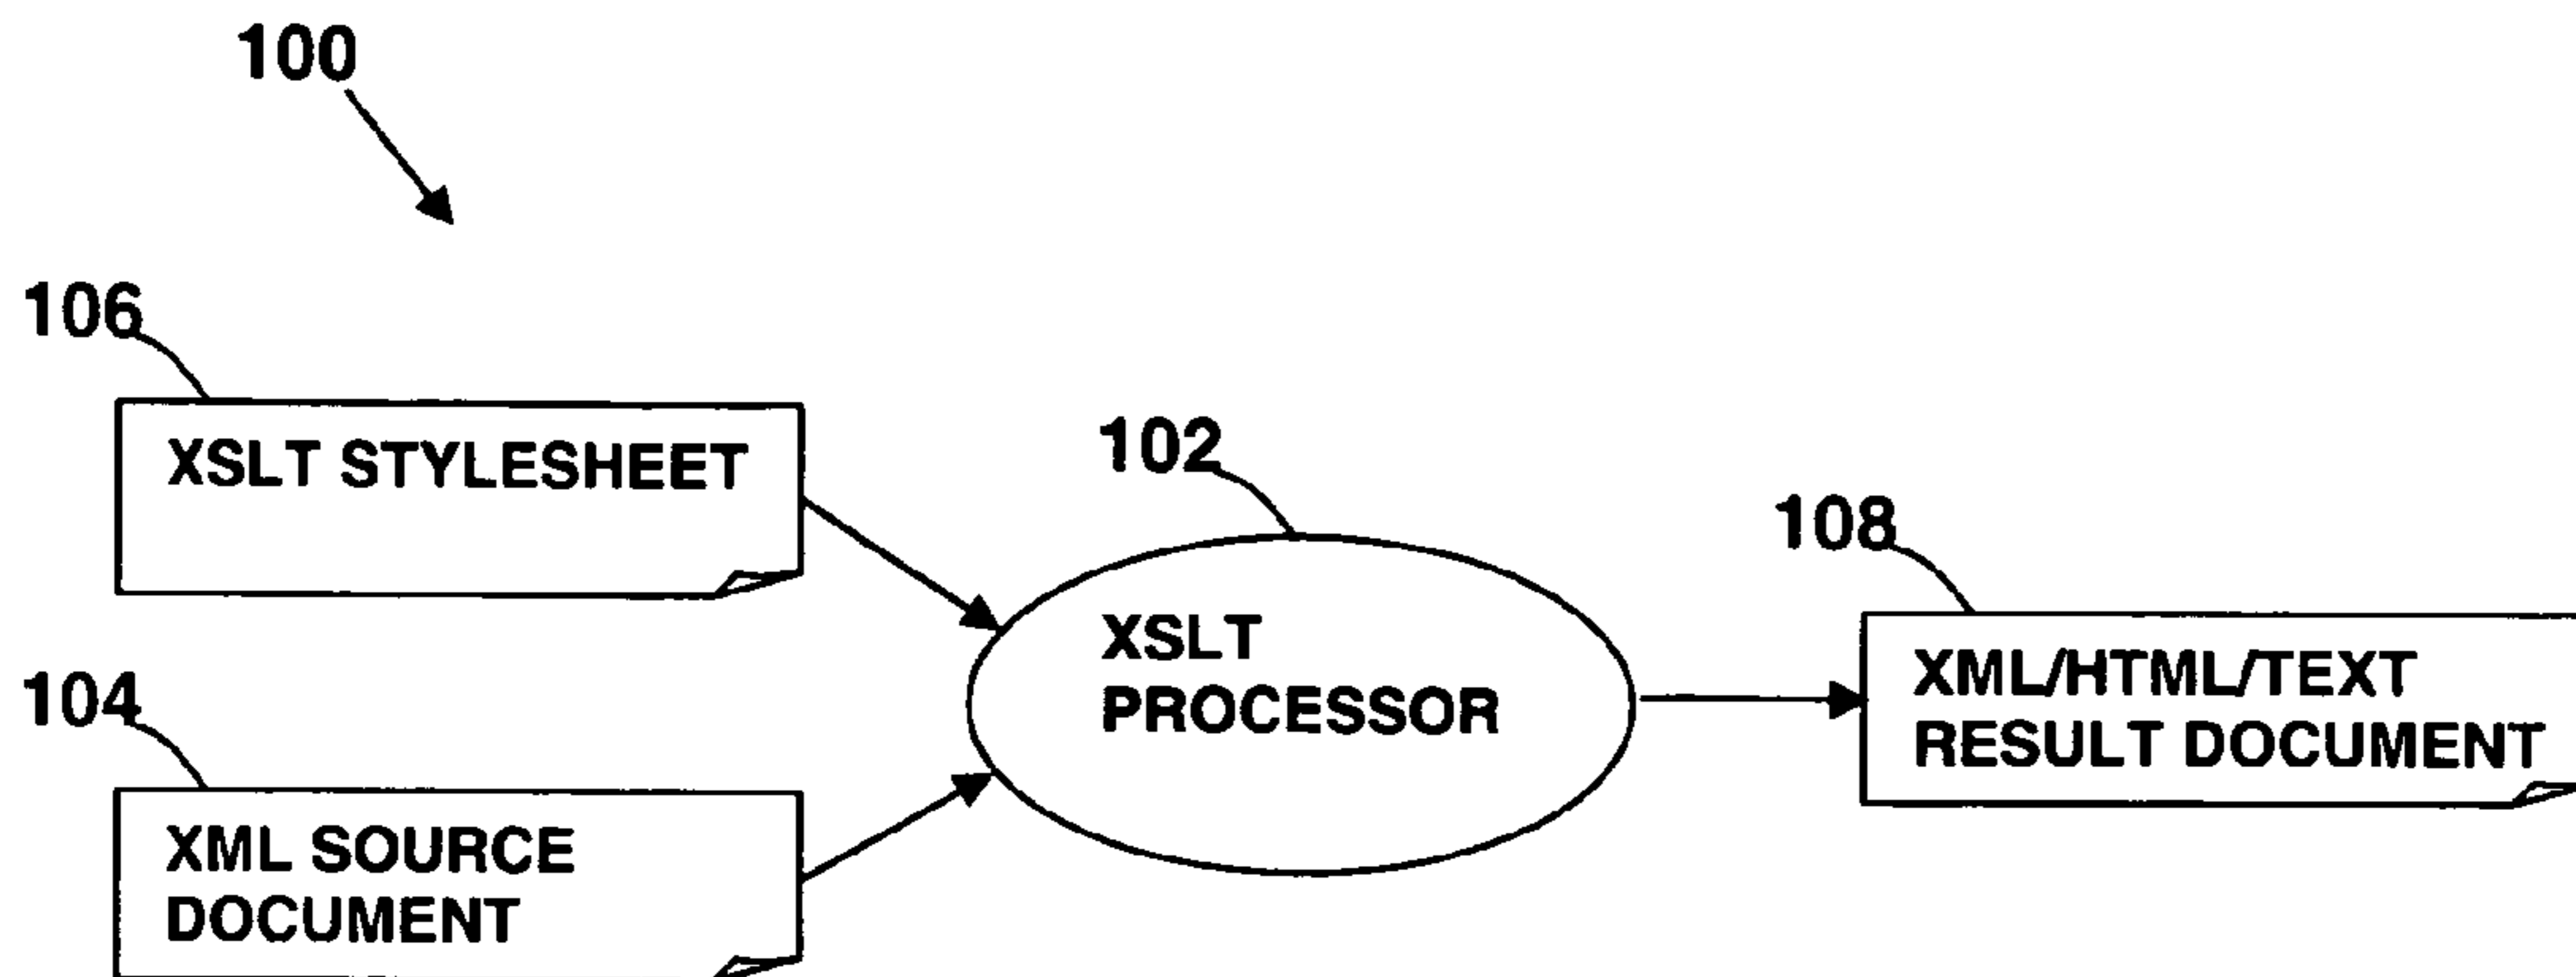 100
106
XSLT STYLESHEET
102
XSLT
PROCESSOR
108
XML/HTML/TEXT
RESULT DOCUMENT
104
XML SOURCE
DOCUMENT